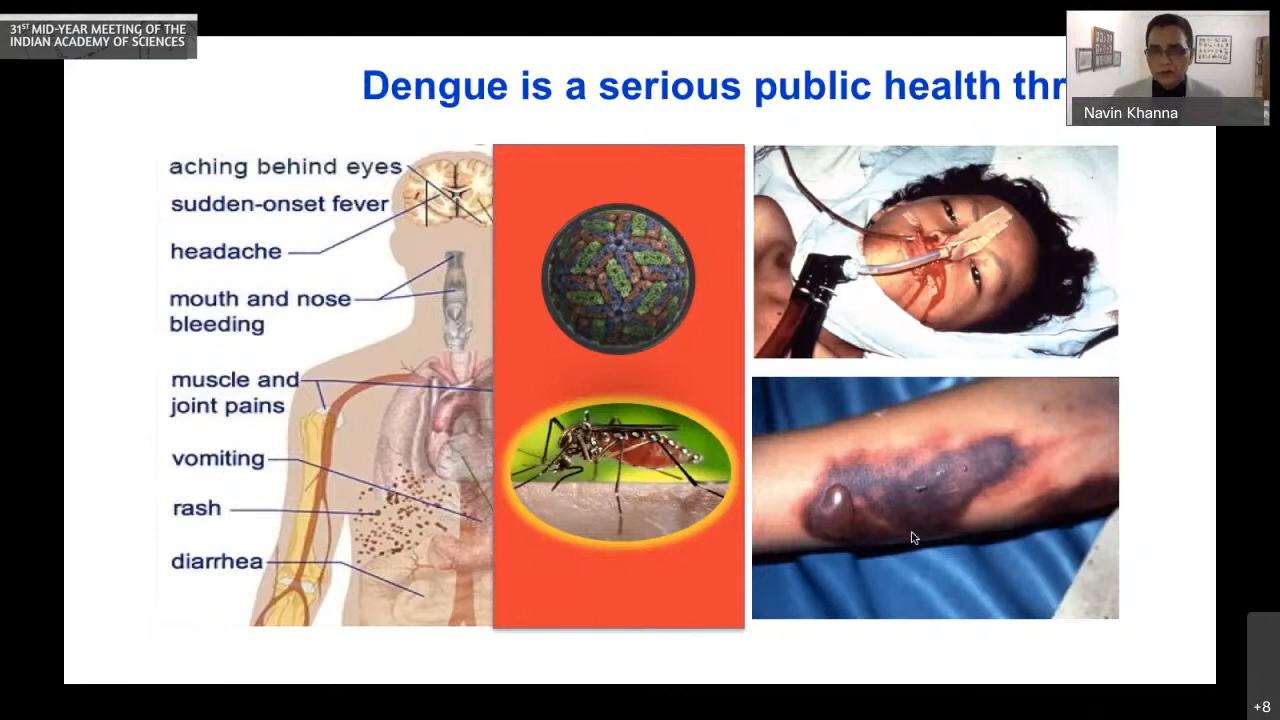 31ST MID-YEAR MEETING OF THE
INDIAN ACADEMY OF SCIENCES
Dengue is a serious public health thr
Navin Khanna
aching behind eyes
sudden-onset fever
headache
mouth and nose
bleeding
muscle and
joint pains
vomiting
rash
diarrhea
+8